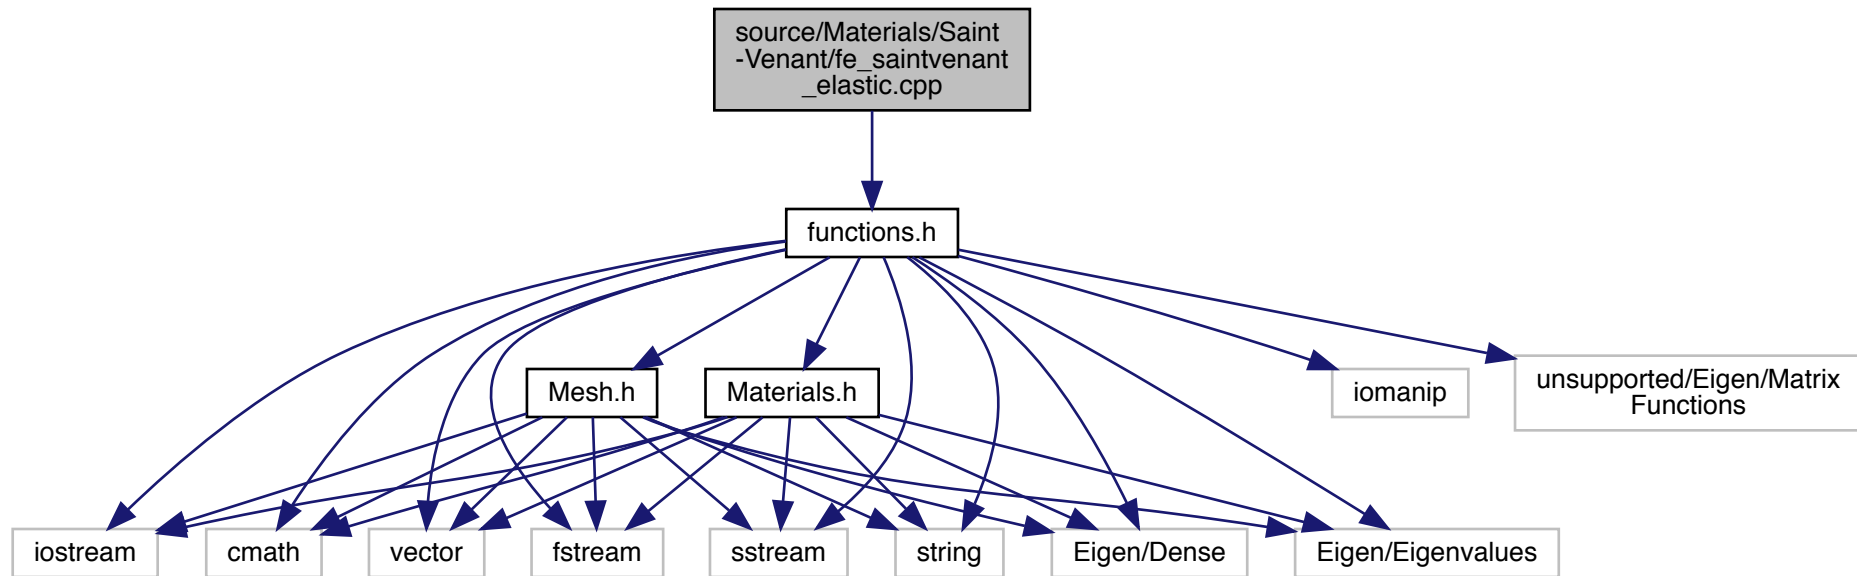 source/Materials/Saint
-Venant/fe_saintvenant
_elastic.cpp
functions.h
Mesh.h
Materials.h
iomanip
unsupported/Eigen/Matrix
Functions
iostream
cmath
vector
fstream
sstream
string
Eigen/Dense
Eigen/Eigenvalues